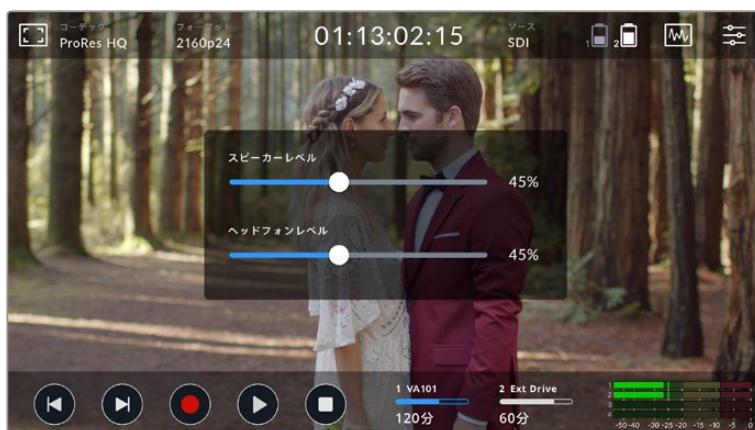 コーデック
ProRes HQ
フォーマット
2160p24
01:13:02:15
ソース
SDI
1
2
スピーカーレベル
45%
ヘッドフォンレベル
45%
1 VA101
120分
2 Ext Drive
60分
1
2
3
4
-50 -40 -30 -25 -20 -15 -10 -5 0